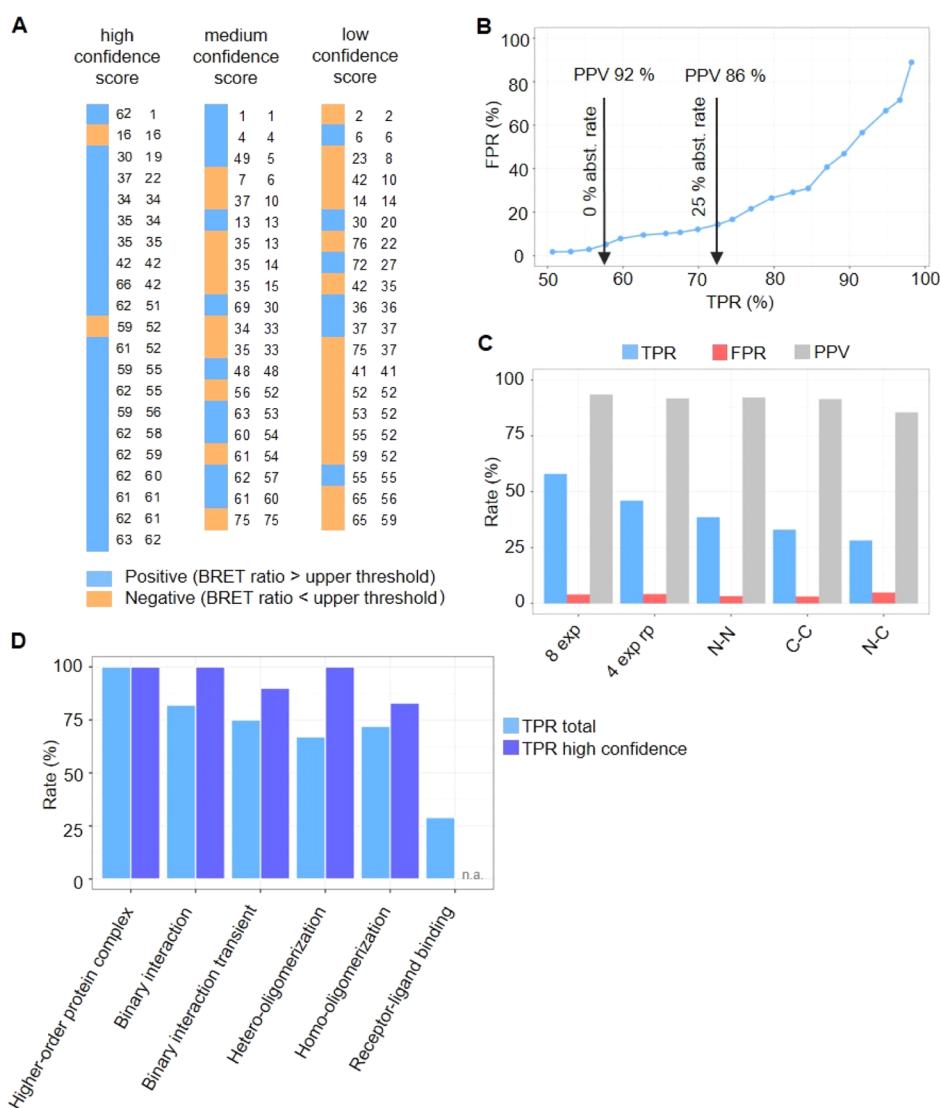 A
high confidence score
medium confidence score
low confidence score
62 1
16 16
30 19
37 22
34 34
35 34
35 35
42 42
66 42
62 51
59 52
61 52
59 55
62 55
59 56
62 58
62 59
62 60
61 61
62 61
63 62
1 1
4 4
49 5
7 6
37 10
13 13
35 13
35 14
35 15
69 30
34 33
35 33
48 48
56 52
63 53
60 54
61 54
62 57
61 60
75 75
2 2
6 6
23 8
42 10
14 14
30 20
76 22
72 27
42 35
36 36
37 37
75 37
41 41
52 52
53 52
55 52
59 52
55 55
65 56
65 59
Positive (BRET ratio > upper threshold)
Negative (BRET ratio < upper threshold)
B
FPR (%)
100
80
60
40
20
0
PPV 92 %
PPV 86 %
0 % abst. rate
25 % abst. rate
50 60 70 80 90 100
TPR (%)
C
TPR FPR PPV
Rate (%)
100
75
50
25
0
8 exp
4 exp rp
N-N
C-C
N-C
D
Rate (%)
100
75
50
25
0
n.a.
TPR total
TPR high confidence
Higher-order protein complex
Binary interaction
Binary interaction transient
Hetero-oligomerization
Homo-oligomerization
Receptor-ligand binding